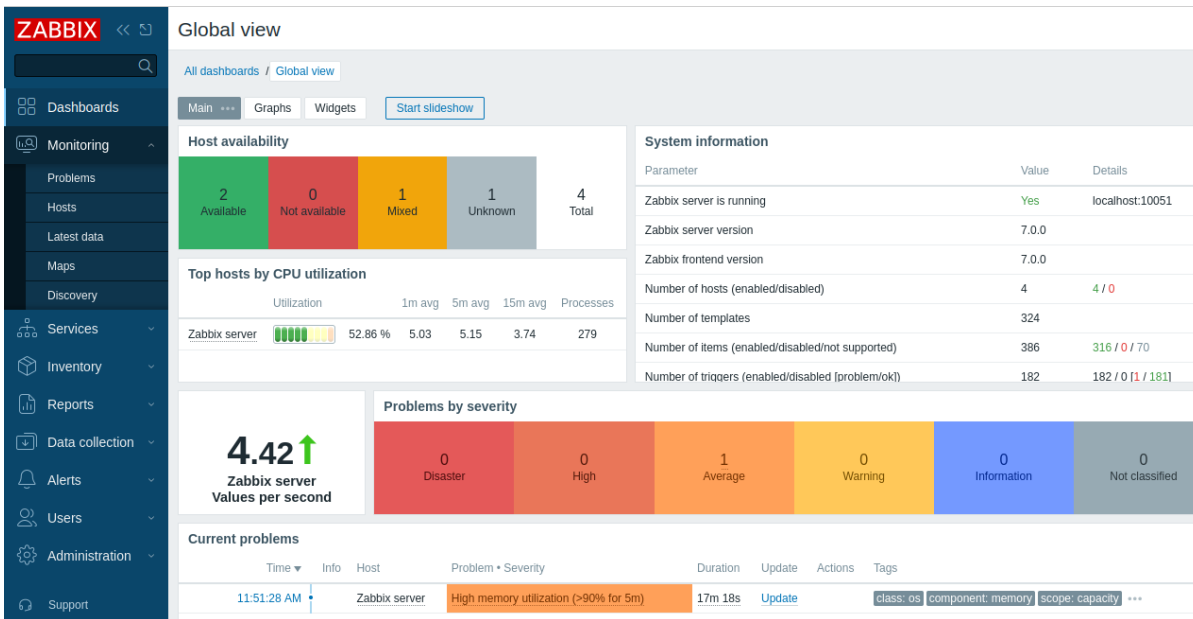 ZABBIX
Global view
All dashboards / Global view
Dashboards
Main ••• Graphs Widgets Start slideshow
Monitoring
Problems
Hosts
Latest data
Maps
Discovery
Services
Inventory
Reports
Data collection
Alerts
Users
Administration
Support
Host availability
2 0 1 1 4
Available Not available Mixed Unknown Total
System information
Parameter Value Details
Zabbix server is running Yes localhost:10051
Zabbix server version 7.0.0
Zabbix frontend version 7.0.0
Number of hosts (enabled/disabled) 4 4 / 0
Number of templates 324
Number of items (enabled/disabled/not supported) 386 316 / 0 / 70
Number of triggers (enabled/disabled [problem/ok]) 182 182 / 0 [1 / 181]
Top hosts by CPU utilization
Utilization 1m avg 5m avg 15m avg Processes
Zabbix server 52.86 % 5.03 5.15 3.74 279
4.42
Zabbix server
Values per second
Problems by severity
0 0 1 0 0 0
Disaster High Average Warning Information Not classified
Current problems
Time Info Host Problem • Severity Duration Update Actions Tags
11:51:28 AM Zabbix server High memory utilization (>90% for 5m) 17m 18s Update class: os component: memory scope: capacity •••